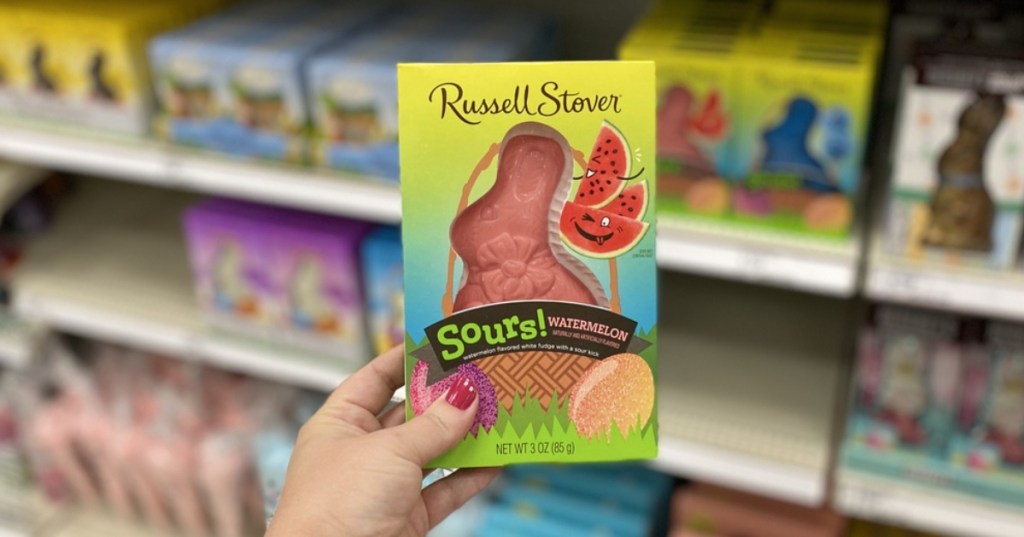 Russell Stover
Sours! WATERMELON
NATURALLY AND ARTIFICIALLY FLAVORED
watermelon flavored white fudge with a sour kick
NET WT 3 OZ (85 g)